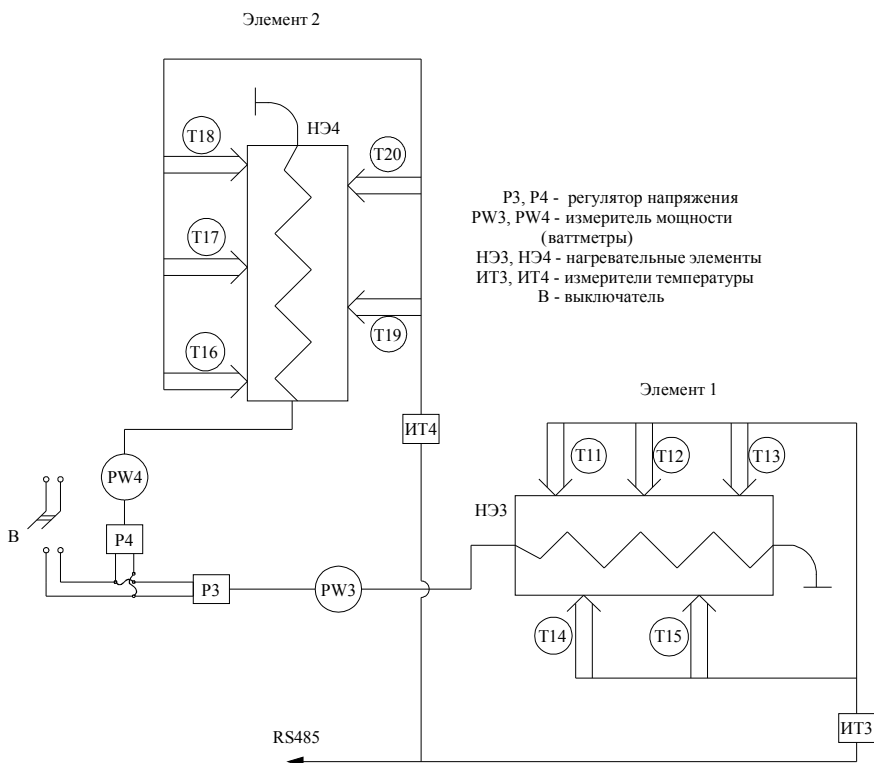 Элемент 2
НЭ4
Т18
Т20
Т17
Т19
Т16
Р3, Р4 - регулятор напряжения
PW3, PW4 - измеритель мощности
(ваттметры)
НЭ3, НЭ4 - нагревательные элементы
ИТ3, ИТ4 - измерители температуры
В - выключатель
Элемент 1
ИТ4
Т11
Т12
Т13
PW4
НЭ3
В
Р4
Р3
PW3
Т14
Т15
ИТ3
RS485